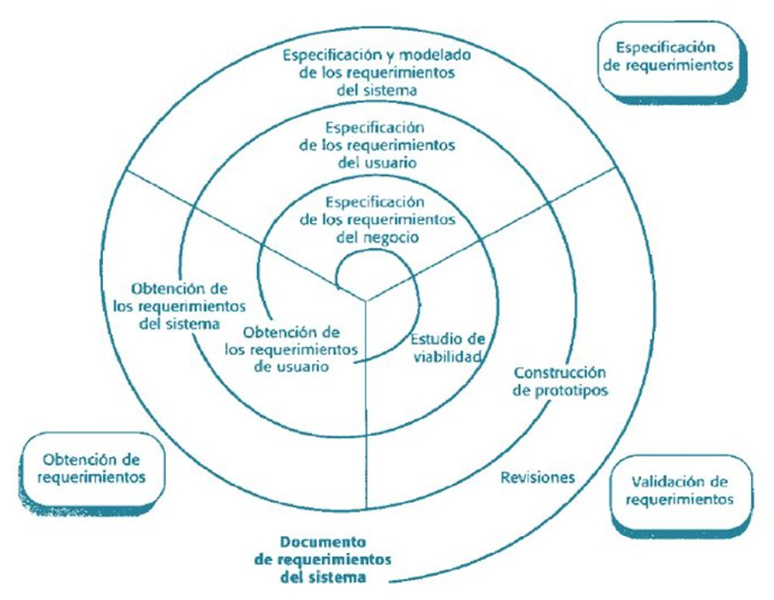 Especificación y modelado
de los requerimientos
del sistema
Especificación
de requerimientos
Especificación
de los requerimientos
del usuario
Especificación
de los requerimientos
del negocio
Obtención de
los requerimientos
del sistema
Obtención de
los requerimientos
de usuario
Estudio de
viabilidad
Construcción
de prototipos
Obtención de
requerimientos
Revisiones
Validación de
requerimientos
Documento
de requerimientos
del sistema